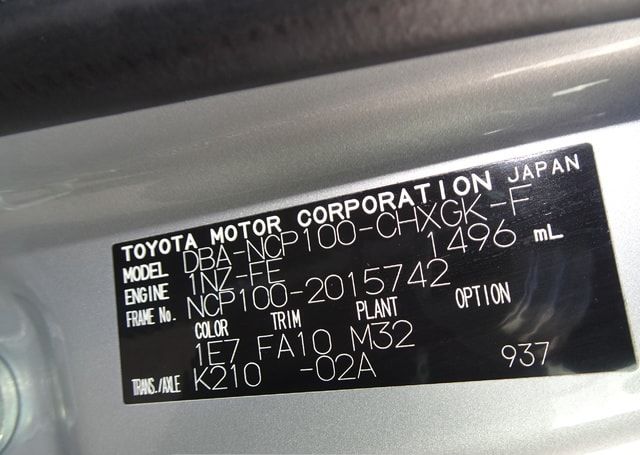 TOYOTA MOTOR CORPORATION JAPAN
MODEL DBA-NCP100-CHXGK-F
ENGINE 1NZ-FE 1496 mL
FRAME No. NCP100-2015742
COLOR TRIM PLANT OPTION
1E7 FA10 M32
TRANS./AXLE K210 -02A 937